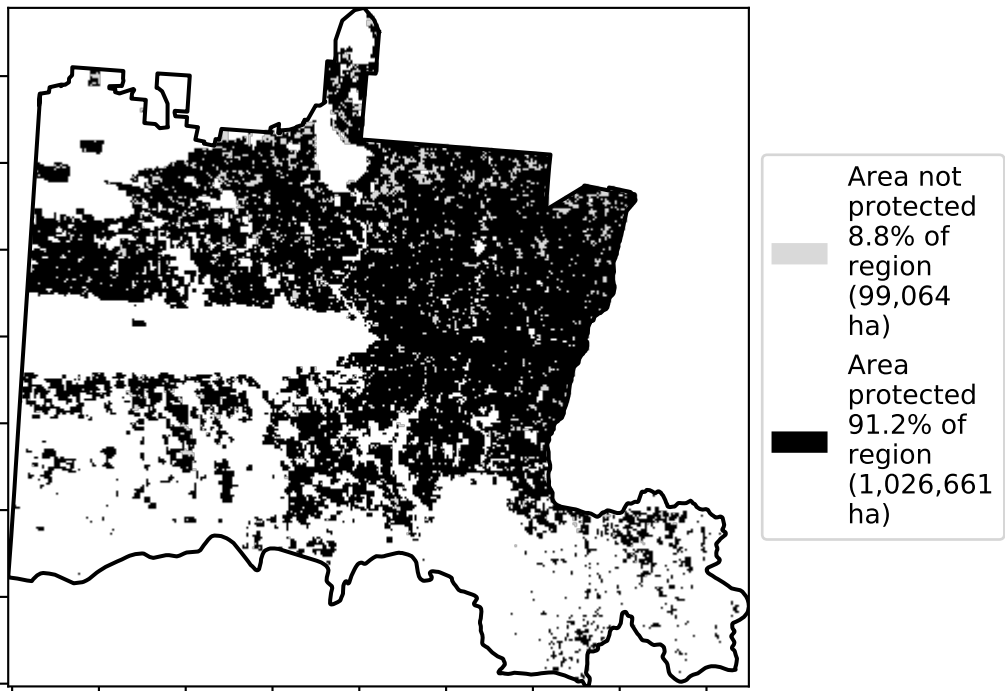 Area not
protected
8.8% of
region
(99,064
ha)
Area
protected
91.2% of
region
(1,026,661
ha)